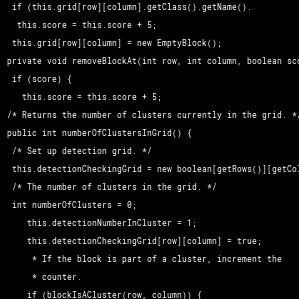 if (this.grid[row][column].getClass().getName().
this.score = this.score + 5;
this.grid[row][column] = new EmptyBlock();
private void removeBlockAt(int row, int column, boolean sco
if (score) {
this.score = this.score + 5;
/* Returns the number of clusters currently in the grid. */
public int numberOfClustersInGrid() {
/* Set up detection grid. */
this.detectionCheckingGrid = new boolean[getRows()][getCol
/* The number of clusters in the grid. */
int numberOfClusters = 0;
this.detectionNumberInCluster = 1;
this.detectionCheckingGrid[row][column] = true;
* If the block is part of a cluster, increment the
* counter.
if (blockIsACluster(row, column)) {